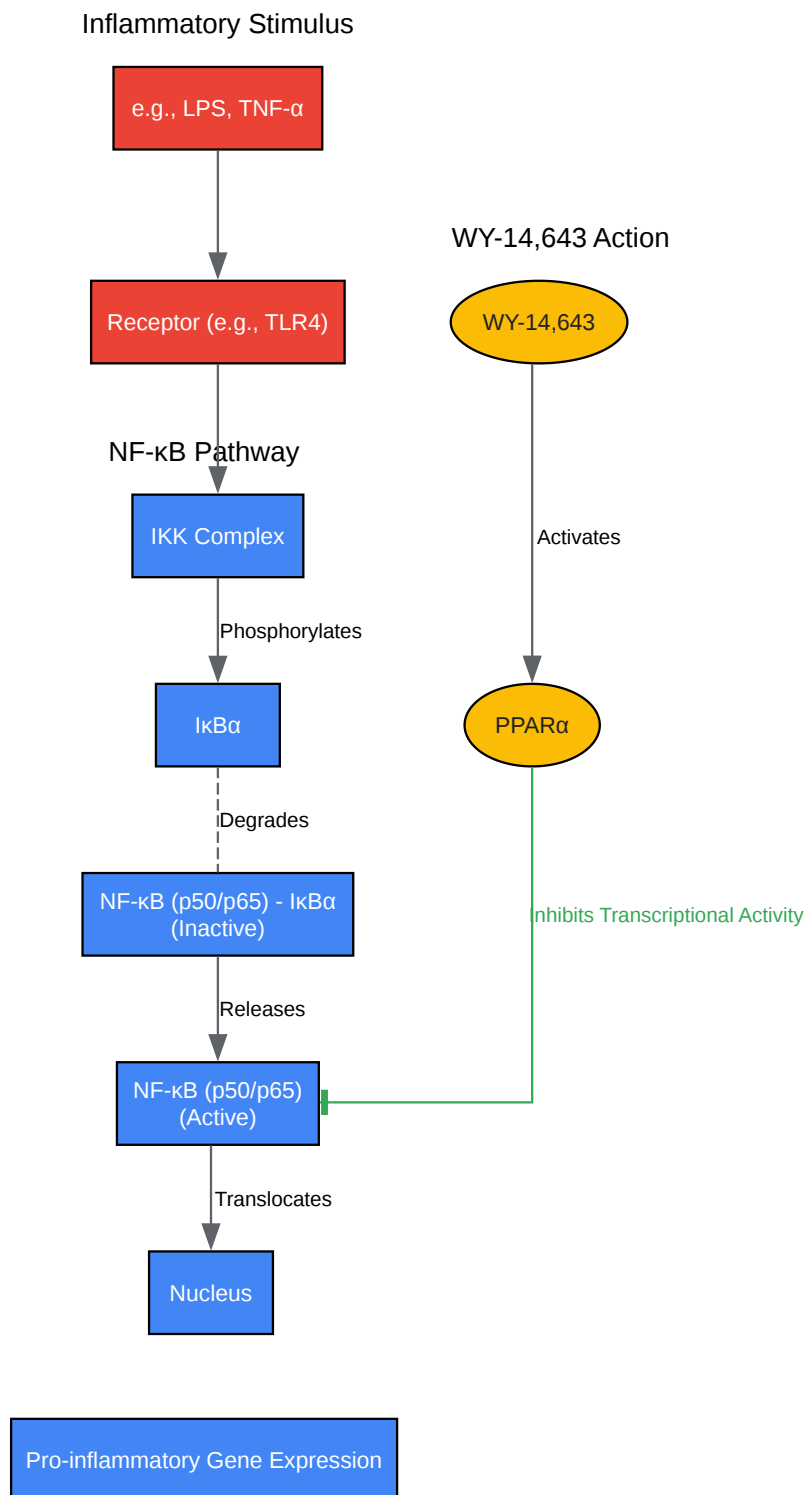 Inflammatory Stimulus
e.g., LPS, TNF-α
Receptor (e.g., TLR4)
WY-14,643 Action
WY-14,643
NF-κB Pathway
IKK Complex
Activates
Phosphorylates
IκBα
PPARα
Degrades
NF-κB (p50/p65) - IκBα
(Inactive)
Inhibits Transcriptional Activity
Releases
NF-κB (p50/p65)
(Active)
Translocates
Nucleus
Pro-inflammatory Gene Expression